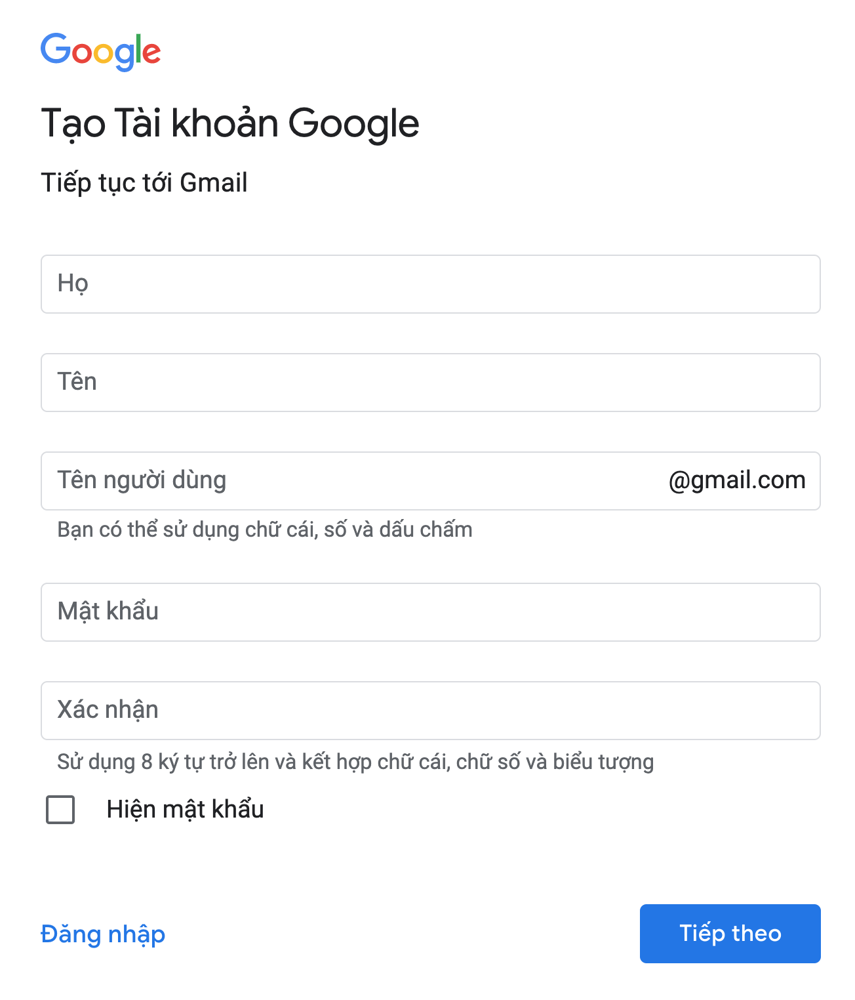 Google
Tạo Tài khoản Google
Tiếp tục tới Gmail
Họ
Tên
Tên người dùng @gmail.com
Bạn có thể sử dụng chữ cái, số và dấu chấm
Mật khẩu
Xác nhận
Sử dụng 8 ký tự trở lên và kết hợp chữ cái, chữ số và biểu tượng
Hiện mật khẩu
Đăng nhập Tiếp theo